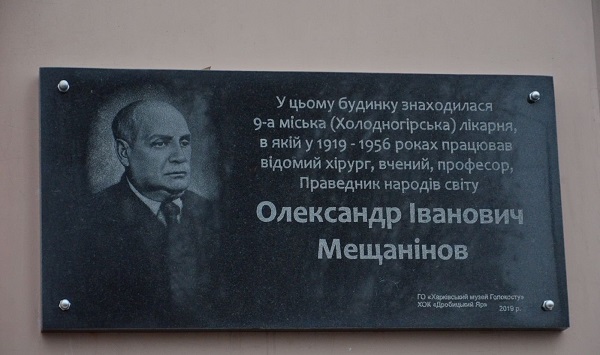 У цьому будинку знаходилася
9-а міська (Холодногірська) лікарня,
в якій у 1919 - 1956 роках працював
відомий хірург, вчений, професор,
Праведник народів світу
Олександр Іванович
Мещанінов
ГО «Харківський музей Голокосту»
ХОК «Дробицький Яр» 2019 р.